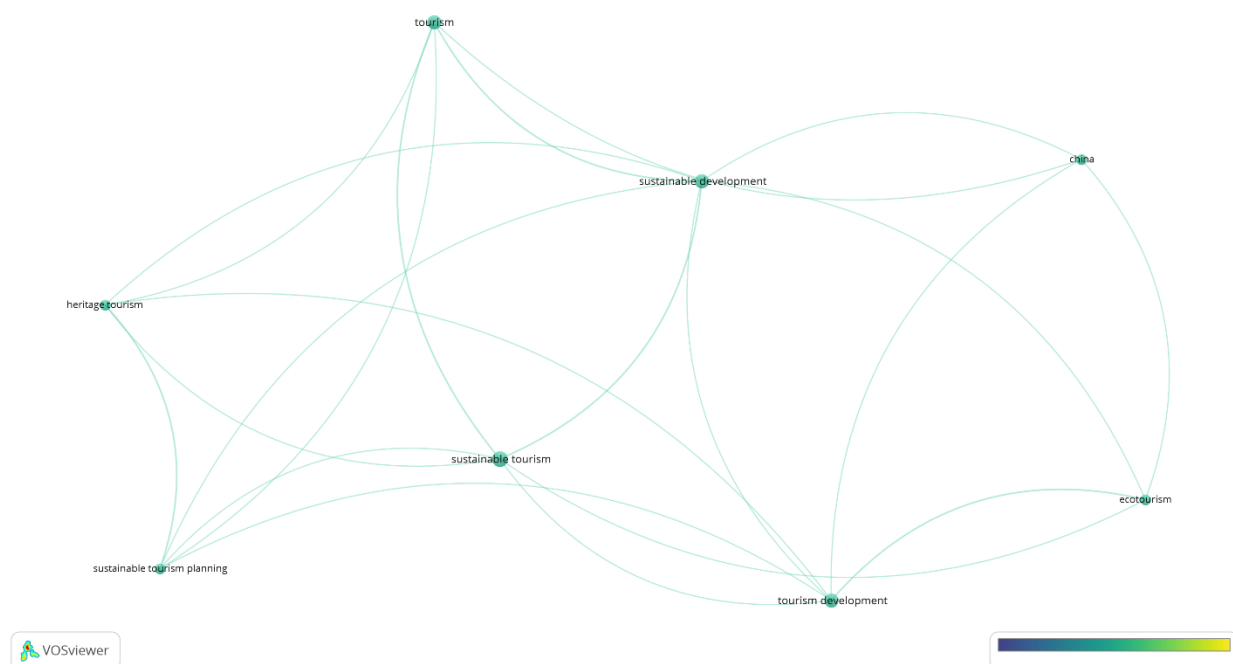 tourism
china
sustainable development
heritage tourism
sustainable tourism
ecotourism
sustainable tourism planning
tourism development
VOSviewer